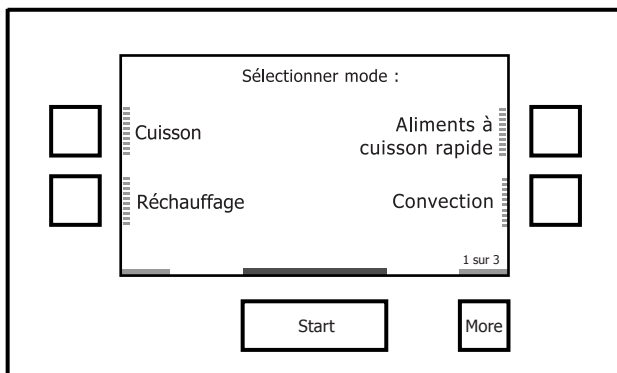 Sélectionner mode :
Cuisson
Aliments à
cuisson rapide
Réchauffage
Convection
1 sur 3
Start
More